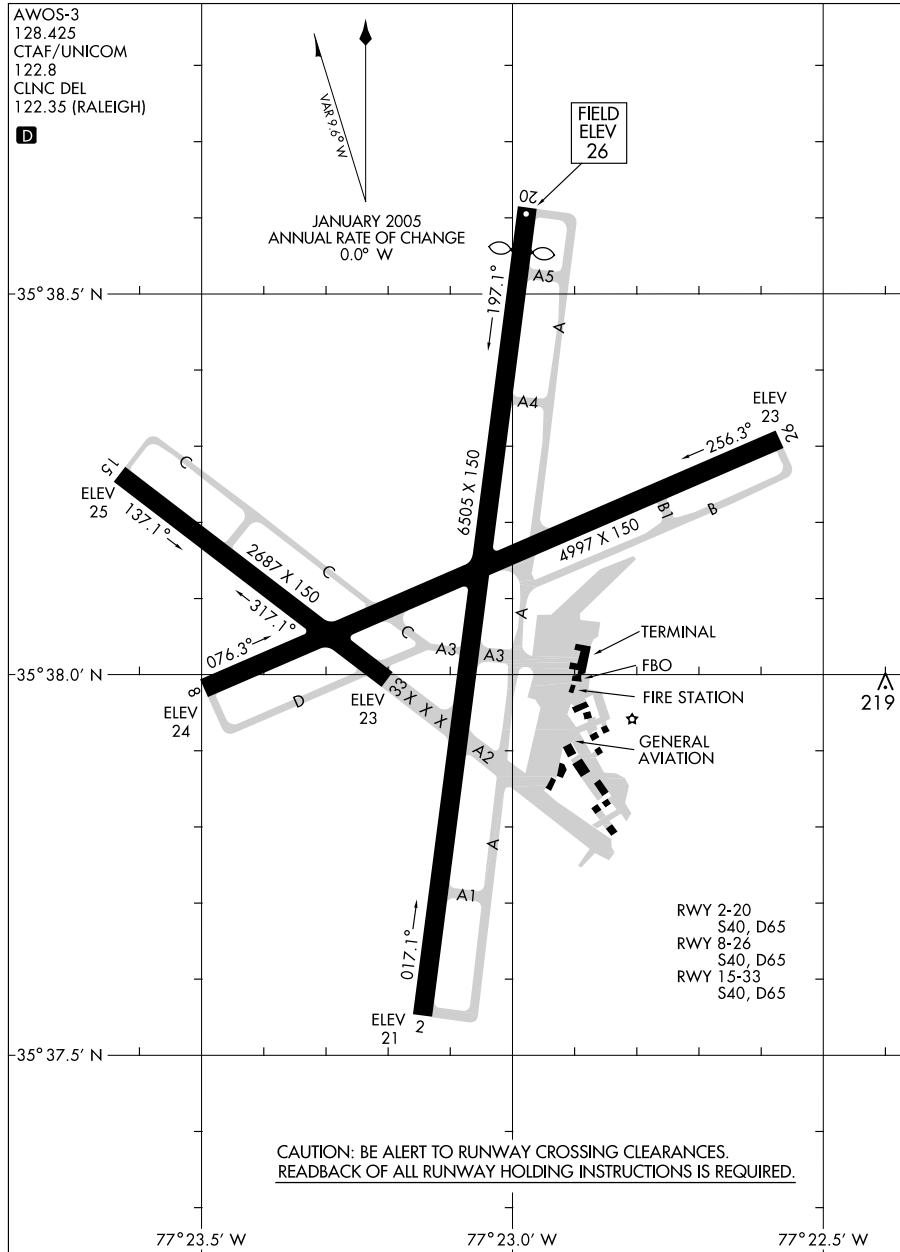 AWOS-3
128.425
CTAF/UNICOM
122.8
CLNC DEL
122.35 (RALEIGH)
D
VAR 9.6° W
JANUARY 2005
ANNUAL RATE OF CHANGE
0.0° W
FIELD
ELEV
26
20
197.1°
A5
A
35°38.5' N
A4
ELEV
23
26
256.3°
6505 X 150
15
C
ELEV
25
137.1°
2687 X 150
C
B1
B
4997 X 150
317.1°
A
C
076.3°
A3
A3
TERMINAL
FBO
35°38.0' N
8
ELEV
24
D
33
X X X
ELEV
23
FIRE STATION
219
A2
GENERAL
AVIATION
A
A1
017.1°
RWY 2-20
S40, D65
RWY 8-26
S40, D65
RWY 15-33
S40, D65
ELEV
21
2
35°37.5' N
CAUTION: BE ALERT TO RUNWAY CROSSING CLEARANCES.
READBACK OF ALL RUNWAY HOLDING INSTRUCTIONS IS REQUIRED.
77°23.5' W
77°23.0' W
77°22.5' W